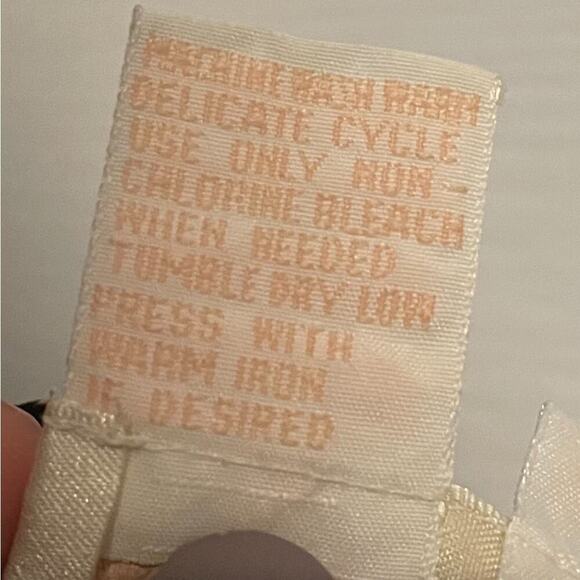 MACHINE WASH WARM
DELICATE CYCLE
USE ONLY NON-
CHLORINE BLEACH
WHEN NEEDED
TUMBLE DRY LOW
PRESS WITH
WARM IRON
IF DESIRED